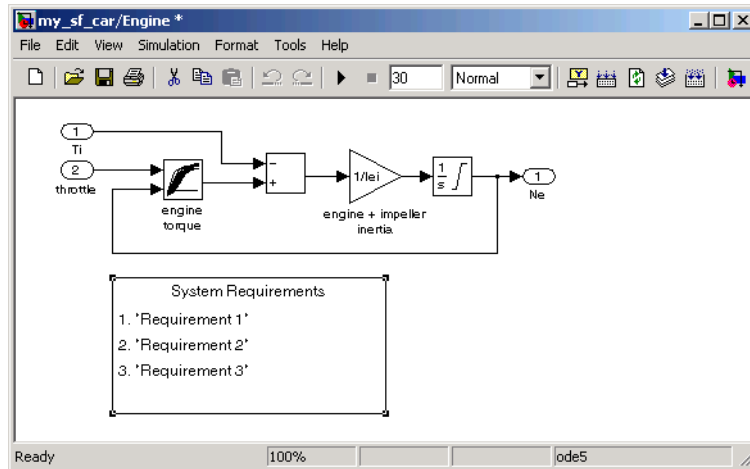 my_sf_car/Engine *
File Edit View Simulation Format Tools Help
30 Normal
1
Ti
2
throttle
engine
torque
−
+
1/Iei
engine + impeller
inertia
1
s
1
Ne
System Requirements
1. "Requirement 1"
2. "Requirement 2"
3. "Requirement 3"
Ready 100% ode5